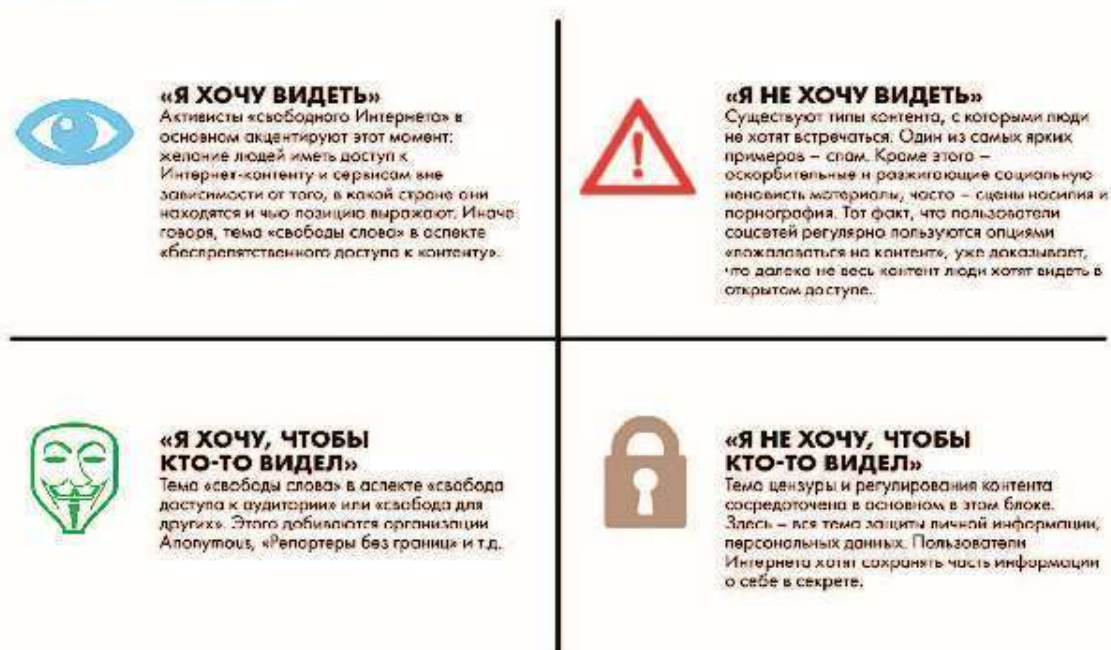 «Я ХОЧУ ВИДЕТЬ»
Активисты «свободного Интернета» в
основном акцентируют этот момент:
желание людей иметь доступ к
Интернет-контенту и сервисам вне
зависимости от того, в какой стране они
находятся и чью позицию выражают. Иначе
говоря, тема «свободы слова» в аспекте
«беспрепятственного доступа к контенту».
«Я НЕ ХОЧУ ВИДЕТЬ»
Существуют типы контента, с которыми люди
не хотят встречаться. Один из самых ярких
примеров – спам. Кроме этого –
оскорбительные и разжигающие социальную
ненависть материалы, часто – сцены насилия и
порнография. Тот факт, что пользователи
соцсетей регулярно пользуются опциями
«пожаловаться на контент», уже доказывает,
что далеко не весь контент люди хотят видеть в
открытом доступе.
«Я ХОЧУ, ЧТОБЫ
КТО-ТО ВИДЕЛ»
Тема «свободы слова» в аспекте «свобода
доступа к аудитории» или «свобода для
других». Этого добиваются организации
Anonymous, «Репортеры без границ» и т.д.
«Я НЕ ХОЧУ, ЧТОБЫ
КТО-ТО ВИДЕЛ»
Тема цензуры и регулирования контента
сосредоточена в основном в этом блоке.
Здесь – вся тема защиты личной информации,
персональных данных. Пользователи
Интернета хотят сохранять часть информации
о себе в секрете.